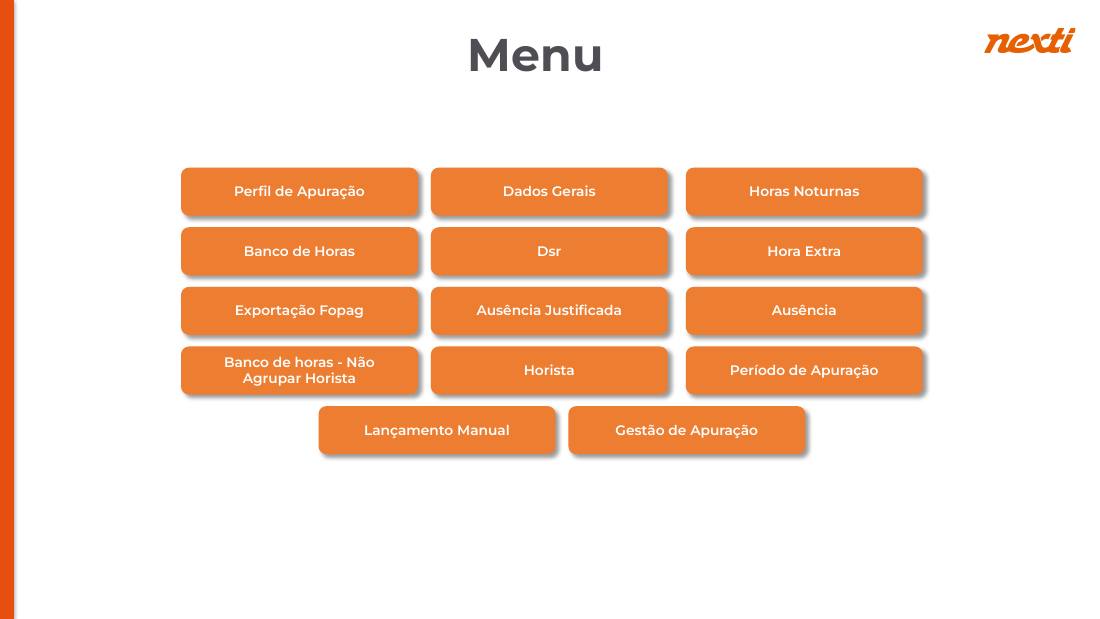 Menu
nexti
Perfil de Apuração
Dados Gerais
Horas Noturnas
Banco de Horas
Dsr
Hora Extra
Exportação Fopag
Ausência Justificada
Ausência
Banco de horas - Não
Agrupar Horista
Horista
Período de Apuração
Lançamento Manual
Gestão de Apuração